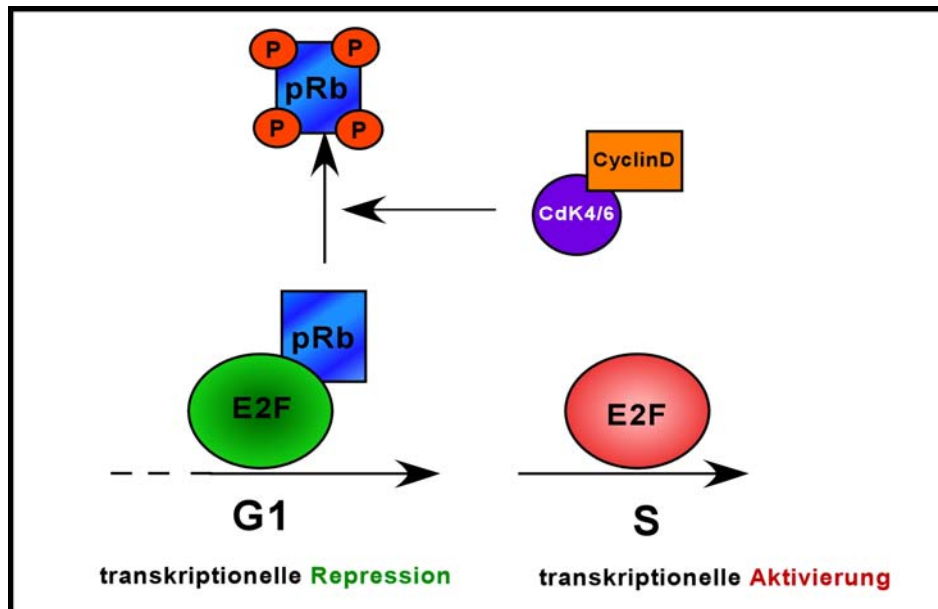 P
P
pRb
P
P
CyclinD
CdK4/6
pRb
E2F
E2F
G1
S
transkriptionelle Repression
transkriptionelle Aktivierung